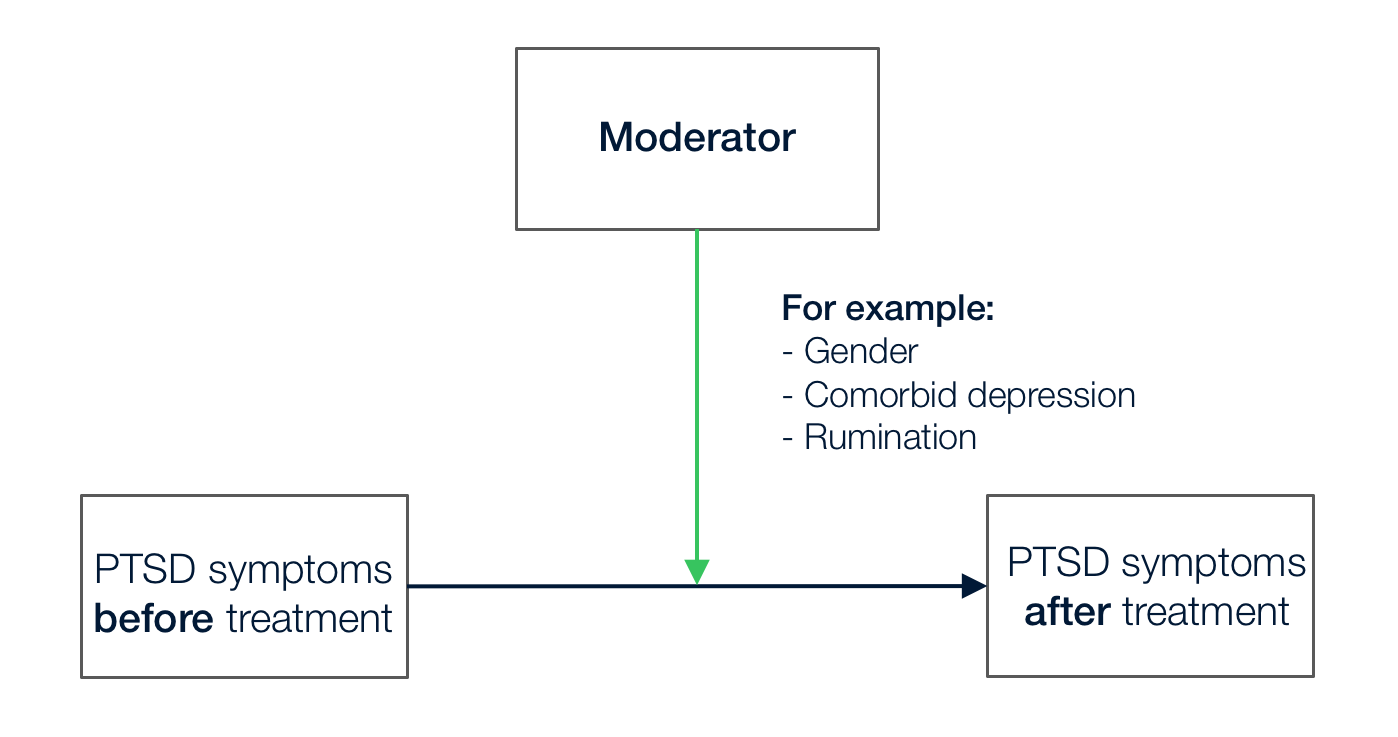 Moderator
For example:
- Gender
- Comorbid depression
- Rumination
PTSD symptoms
before treatment
PTSD symptoms
after treatment